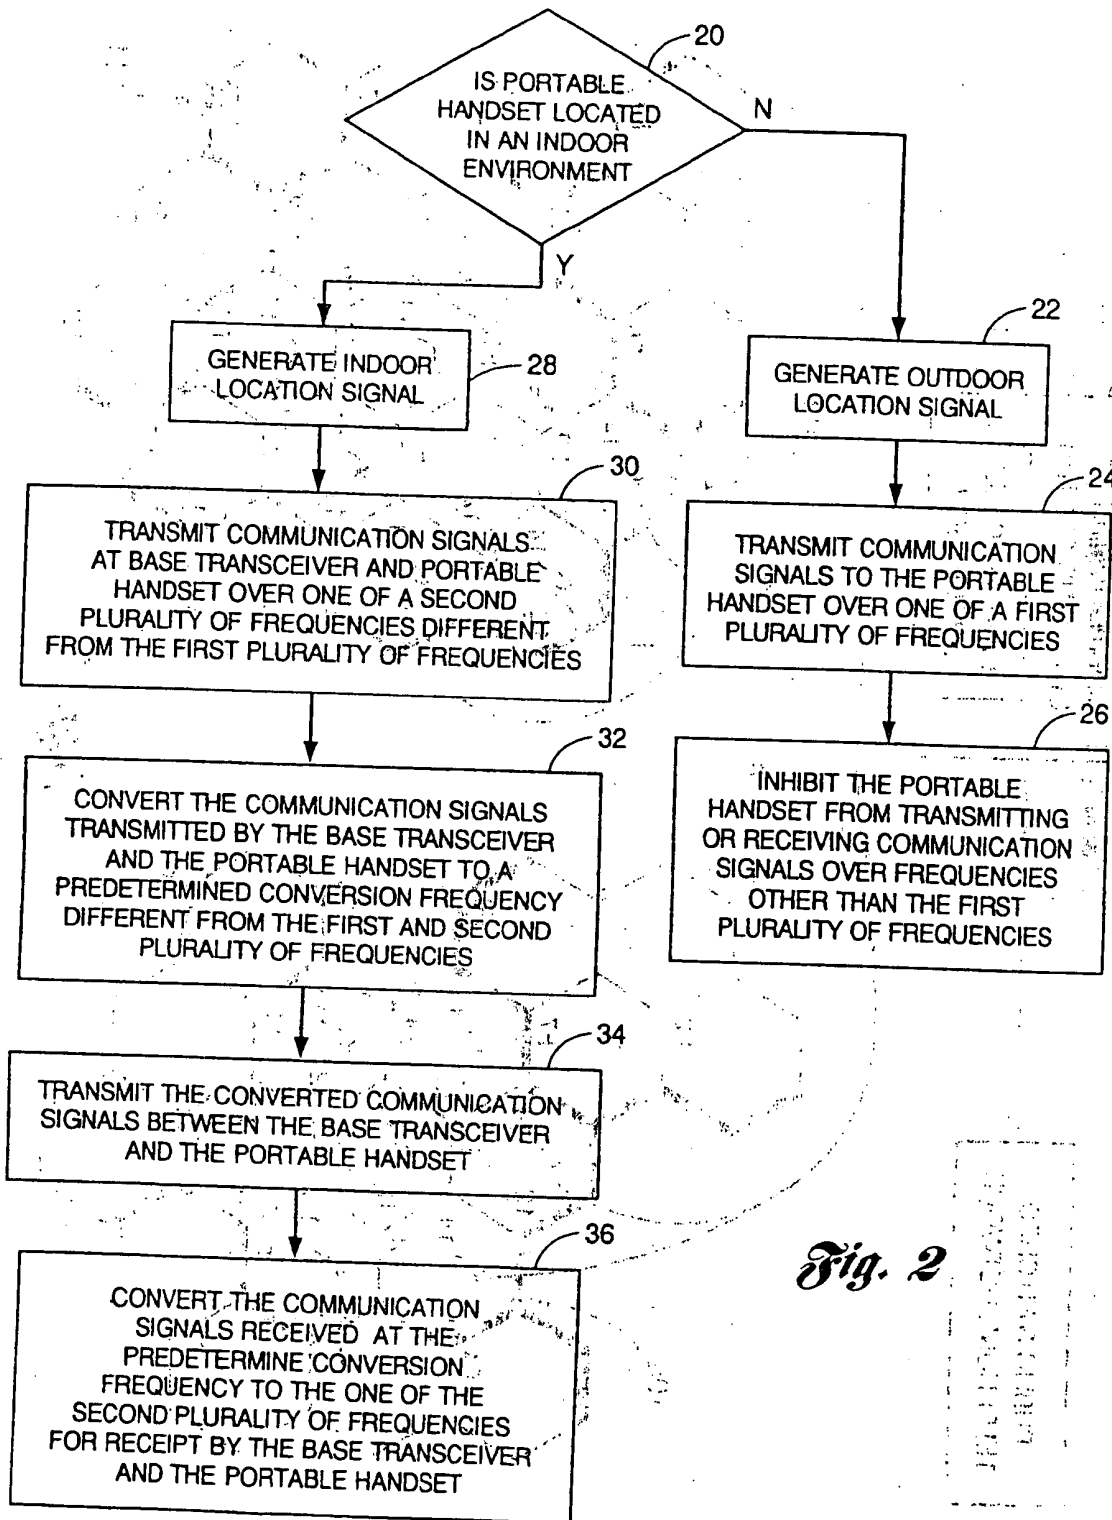 20
IS PORTABLE
HANDSET LOCATED
IN AN INDOOR
ENVIRONMENT
N
Y
GENERATE INDOOR
LOCATION SIGNAL
28
22
GENERATE OUTDOOR
LOCATION SIGNAL
30
TRANSMIT COMMUNICATION SIGNALS
AT BASE TRANSCEIVER AND PORTABLE
HANDSET OVER ONE OF A SECOND
PLURALITY OF FREQUENCIES DIFFERENT
FROM THE FIRST PLURALITY OF FREQUENCIES
24
TRANSMIT COMMUNICATION
SIGNALS TO THE PORTABLE
HANDSET OVER ONE OF A FIRST
PLURALITY OF FREQUENCIES
32
CONVERT THE COMMUNICATION SIGNALS
TRANSMITTED BY THE BASE TRANSCEIVER
AND THE PORTABLE HANDSET TO A
PREDETERMINED CONVERSION FREQUENCY
DIFFERENT FROM THE FIRST AND SECOND
PLURALITY OF FREQUENCIES
26
INHIBIT THE PORTABLE
HANDSET FROM TRANSMITTING
OR RECEIVING COMMUNICATION
SIGNALS OVER FREQUENCIES
OTHER THAN THE FIRST
PLURALITY OF FREQUENCIES
34
TRANSMIT THE CONVERTED COMMUNICATION
SIGNALS BETWEEN THE BASE TRANSCEIVER
AND THE PORTABLE HANDSET
36
CONVERT THE COMMUNICATION
SIGNALS RECEIVED AT THE
PREDETERMINE CONVERSION
FREQUENCY TO THE ONE OF THE
SECOND PLURALITY OF FREQUENCIES
FOR RECEIPT BY THE BASE TRANSCEIVER
AND THE PORTABLE HANDSET
Fig. 2